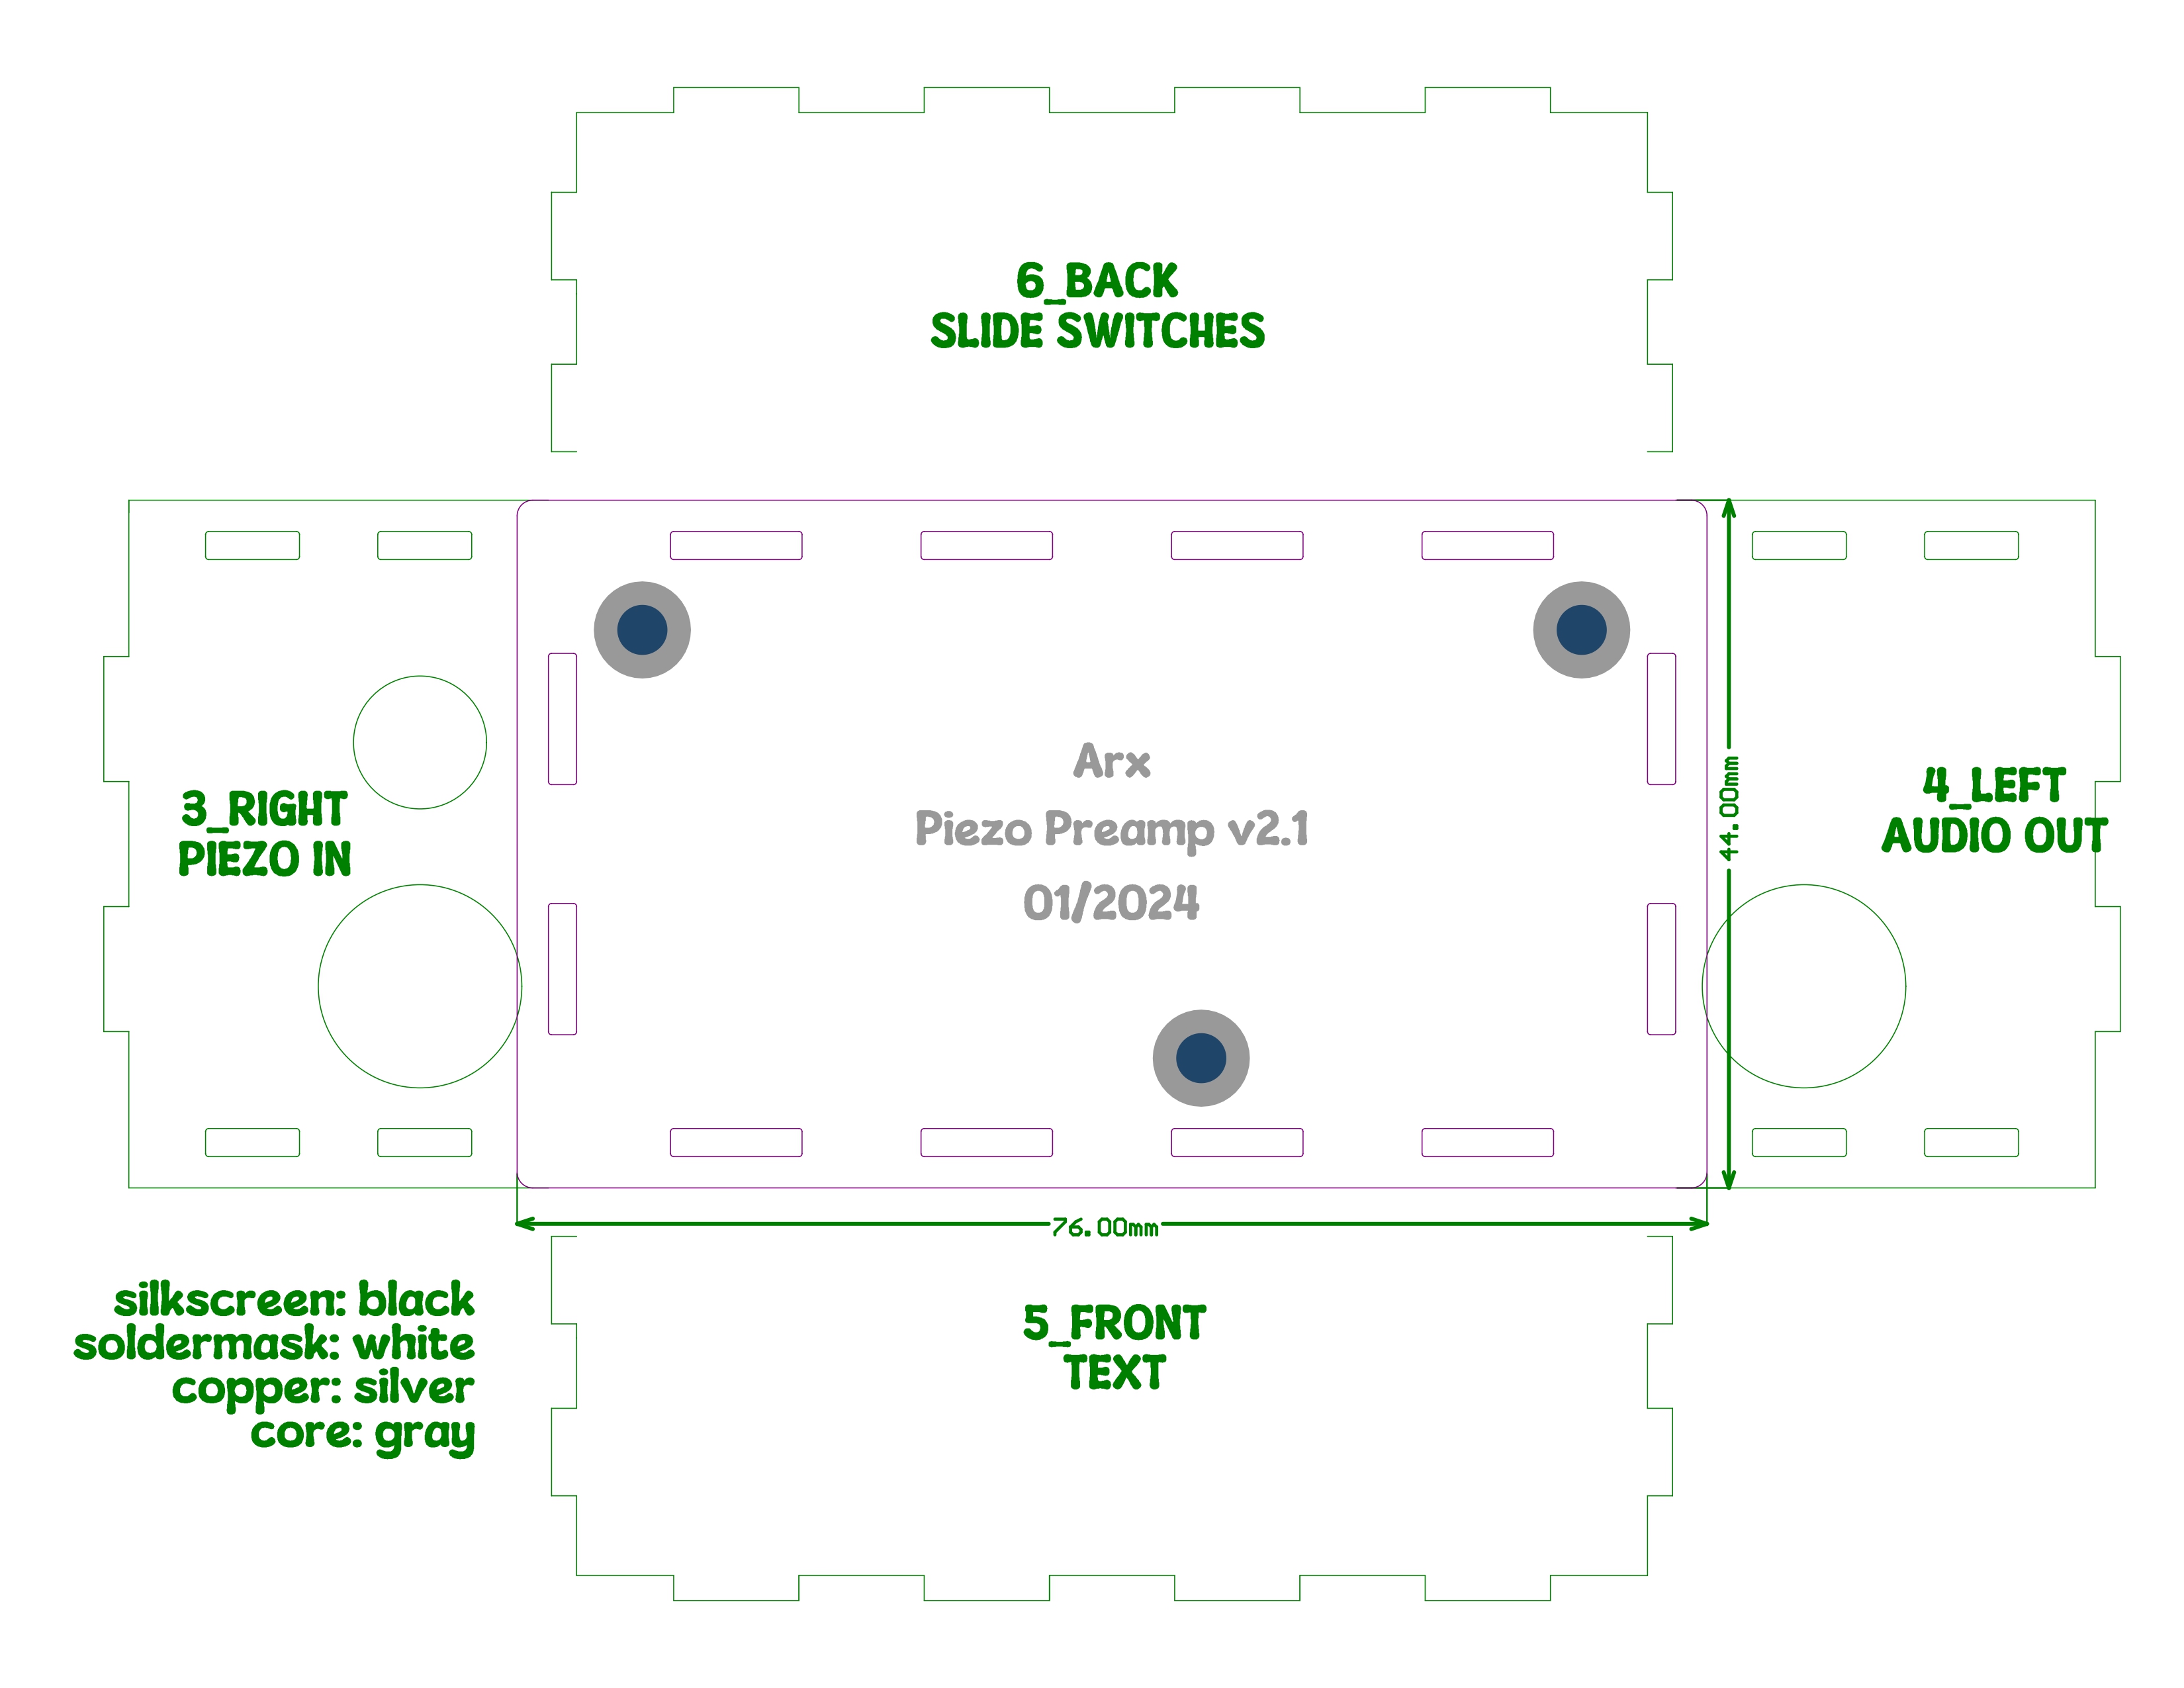 6_BACK
SLIDE SWITCHES
3_RIGHT
PIEZO IN
Arx
Piezo Preamp v2.1
01/2024
44.00mm
4_LEFT
AUDIO OUT
76.00mm
silkscreen: black
soldermask: white
copper: silver
core: gray
5_FRONT
TEXT